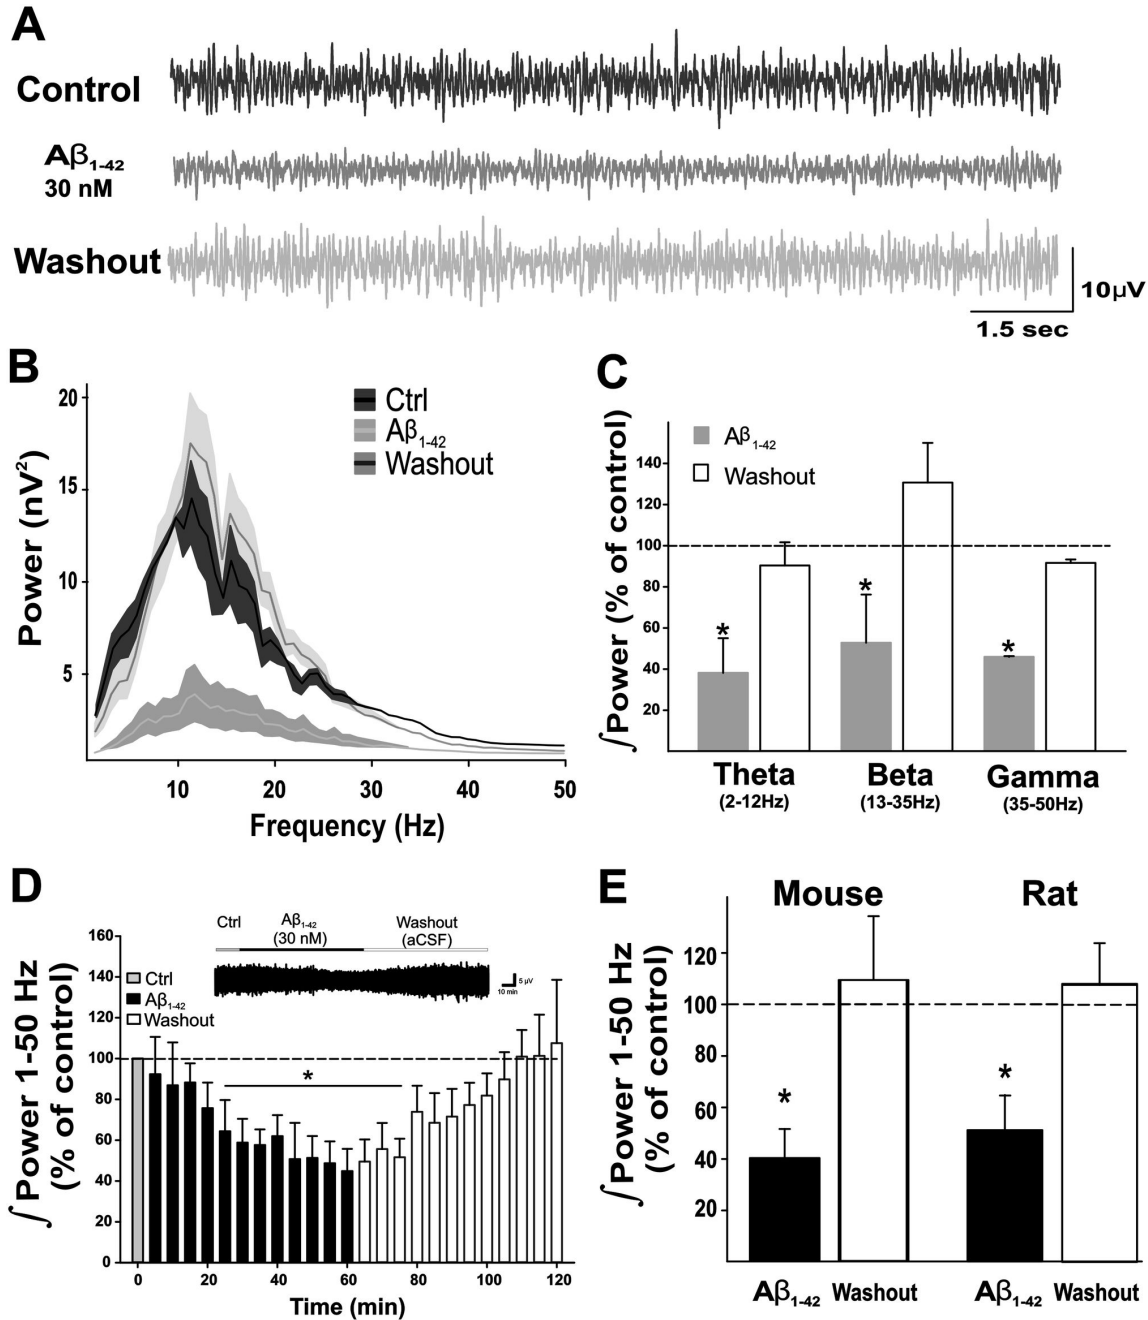 A
Control
Aβ1-42
30 nM
Washout
10µV
1.5 sec
B
Power (nV²)
20
15
10
5
Ctrl
Aβ1-42
Washout
10 20 30 40 50
Frequency (Hz)
C
∫Power (% of control)
140
120
100
80
60
40
20
Aβ1-42
Washout
*
*
*
Theta Beta Gamma
(2-12Hz) (13-35Hz) (35-50Hz)
D
∫Power 1-50 Hz
(% of control)
160
140
120
100
80
60
40
20
0
Ctrl
Aβ1-42
Washout
Ctrl Aβ1-42 Washout
(30 nM) (aCSF)
5 µV
10 min
*
0 20 40 60 80 100 120
Time (min)
E
Mouse Rat
∫Power 1-50 Hz
(% of control)
120
100
80
60
40
20
*
*
Aβ1-42 Washout Aβ1-42 Washout